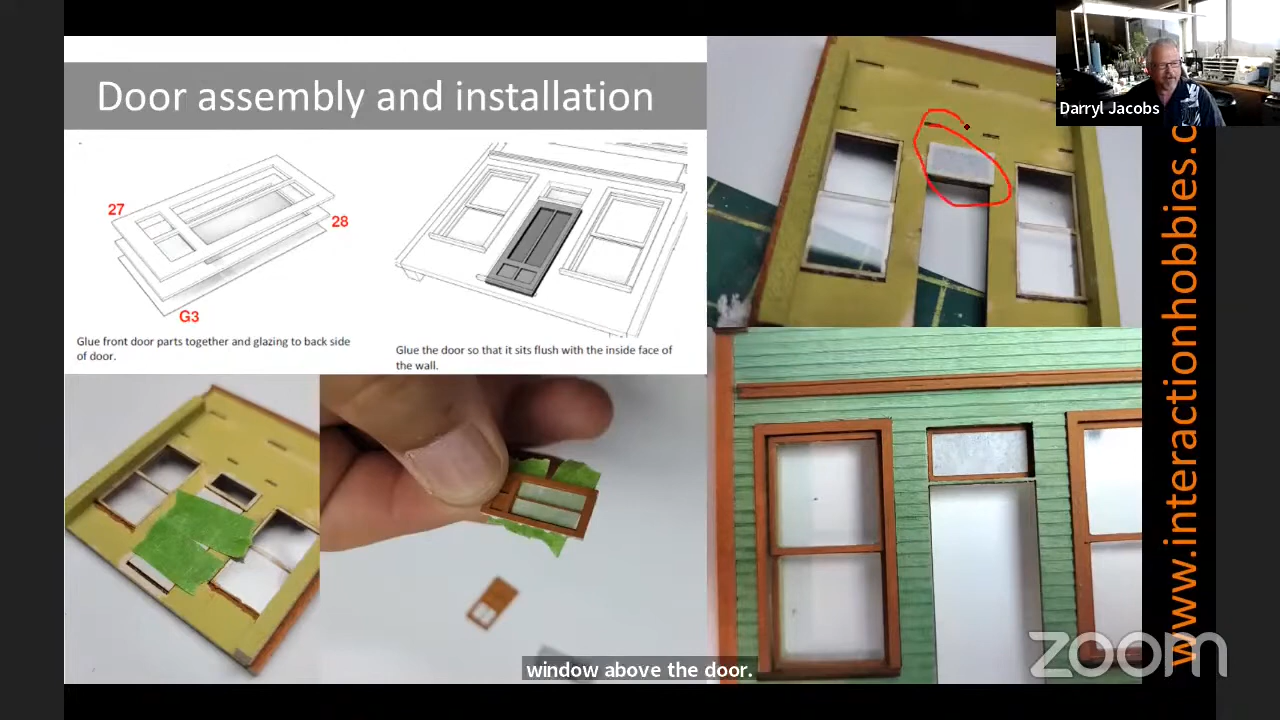 Door assembly and installation
27
28
G3
Glue front door parts together and glazing to back side
of door.
Glue the door so that it sits flush with the inside face of
the wall.
Darryl Jacobs
www.interactionhobbies.c
window above the door.
zoom